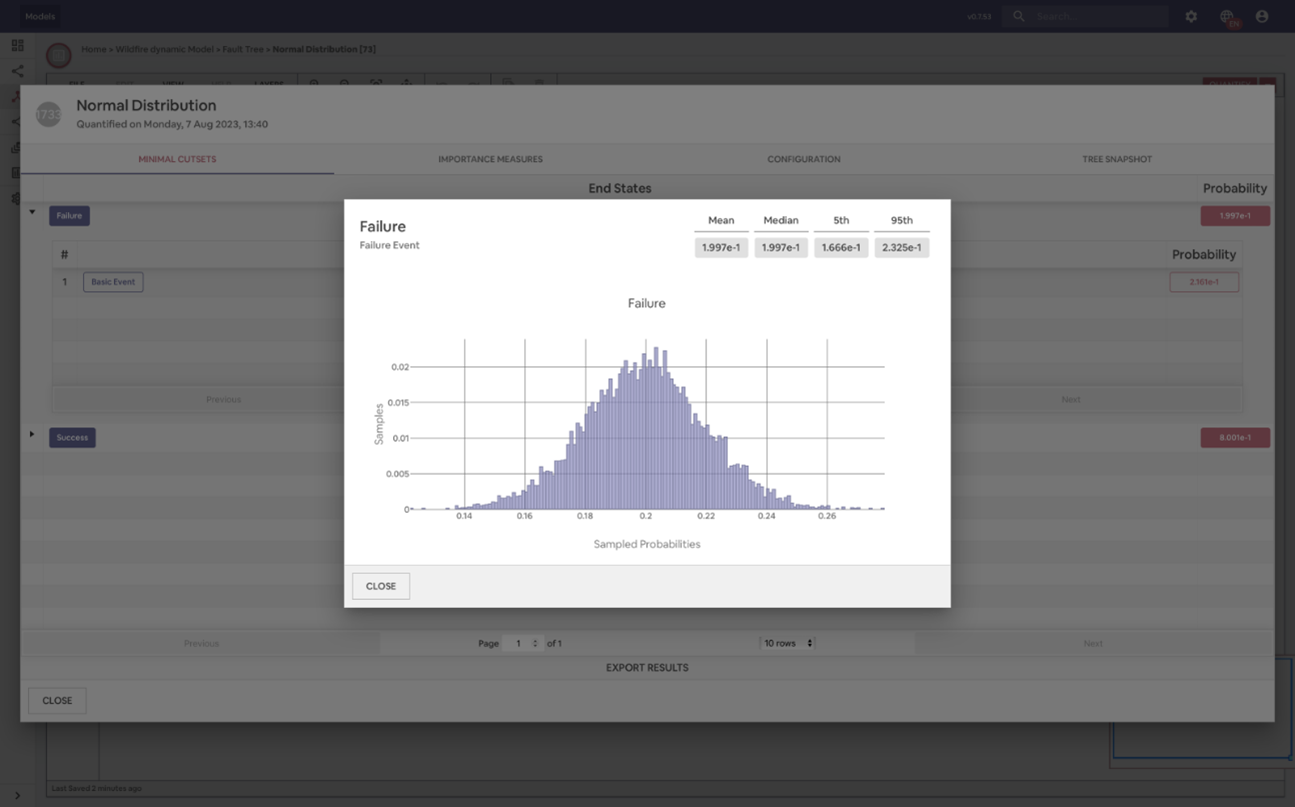 Models
v0.1.53
Search...
EN
Home » Wildfire dynamic Model » Fault Tree » Normal Distribution [73]
VIEW
LAYERS
Normal Distribution
Quantified on Monday, 7 Aug 2023, 13:40
MINIMAL CUTSETS
IMPORTANCE MEASURES
CONFIGURATION
TREE SNAPSHOT
End States
Probability
Failure
1.997e-1
#
Probability
1
Basic Event
2.161e-1
Previous
Next
Success
8.001e-1
Failure
Failure Event
Mean
Median
5th
95th
1.997e-1
1.997e-1
1.666e-1
2.325e-1
Failure
0.02
0.015
0.01
0.005
0
Samples
0.14
0.16
0.18
0.2
0.22
0.24
0.26
Sampled Probabilities
CLOSE
Previous
Page 1 of 1
10 rows
Next
EXPORT RESULTS
CLOSE
Last Saved 2 minutes ago